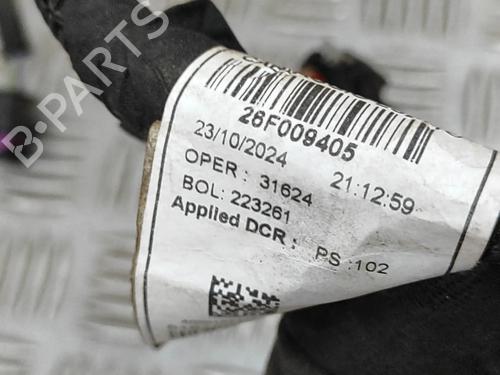 26F009405
23/10/2024 21:12:59
OPER: 31624
BOL: 223261
Applied DCR: PS:102
B-PARTS